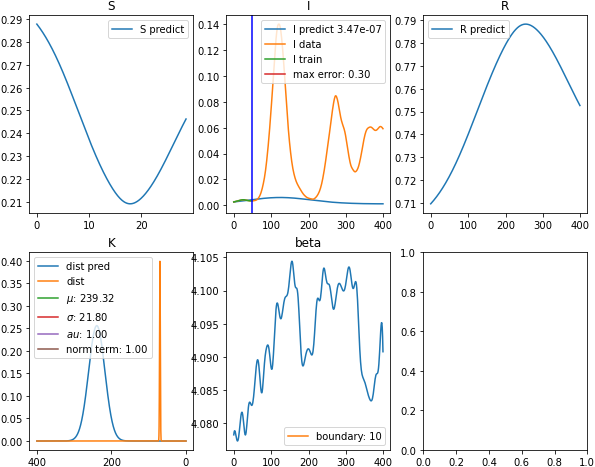 S
S predict
0.29
0.28
0.27
0.26
0.25
0.24
0.23
0.22
0.21
0 10 20
I
I predict 3.47e-07
I data
I train
max error: 0.30
0.14
0.12
0.10
0.08
0.06
0.04
0.02
0.00
0 100 200 300 400
R
R predict
0.79
0.78
0.77
0.76
0.75
0.74
0.73
0.72
0.71
0 200 400
K
dist pred
dist
μ: 239.32
σ: 21.80
au: 1.00
norm term: 1.00
0.40
0.35
0.30
0.25
0.20
0.15
0.10
0.05
0.00
400 200 0
beta
4.105
4.100
4.095
4.090
4.085
4.080
boundary: 10
0 100 200 300 400
1.0
0.8
0.6
0.4
0.2
0.0
0.0 0.2 0.4 0.6 0.8 1.0